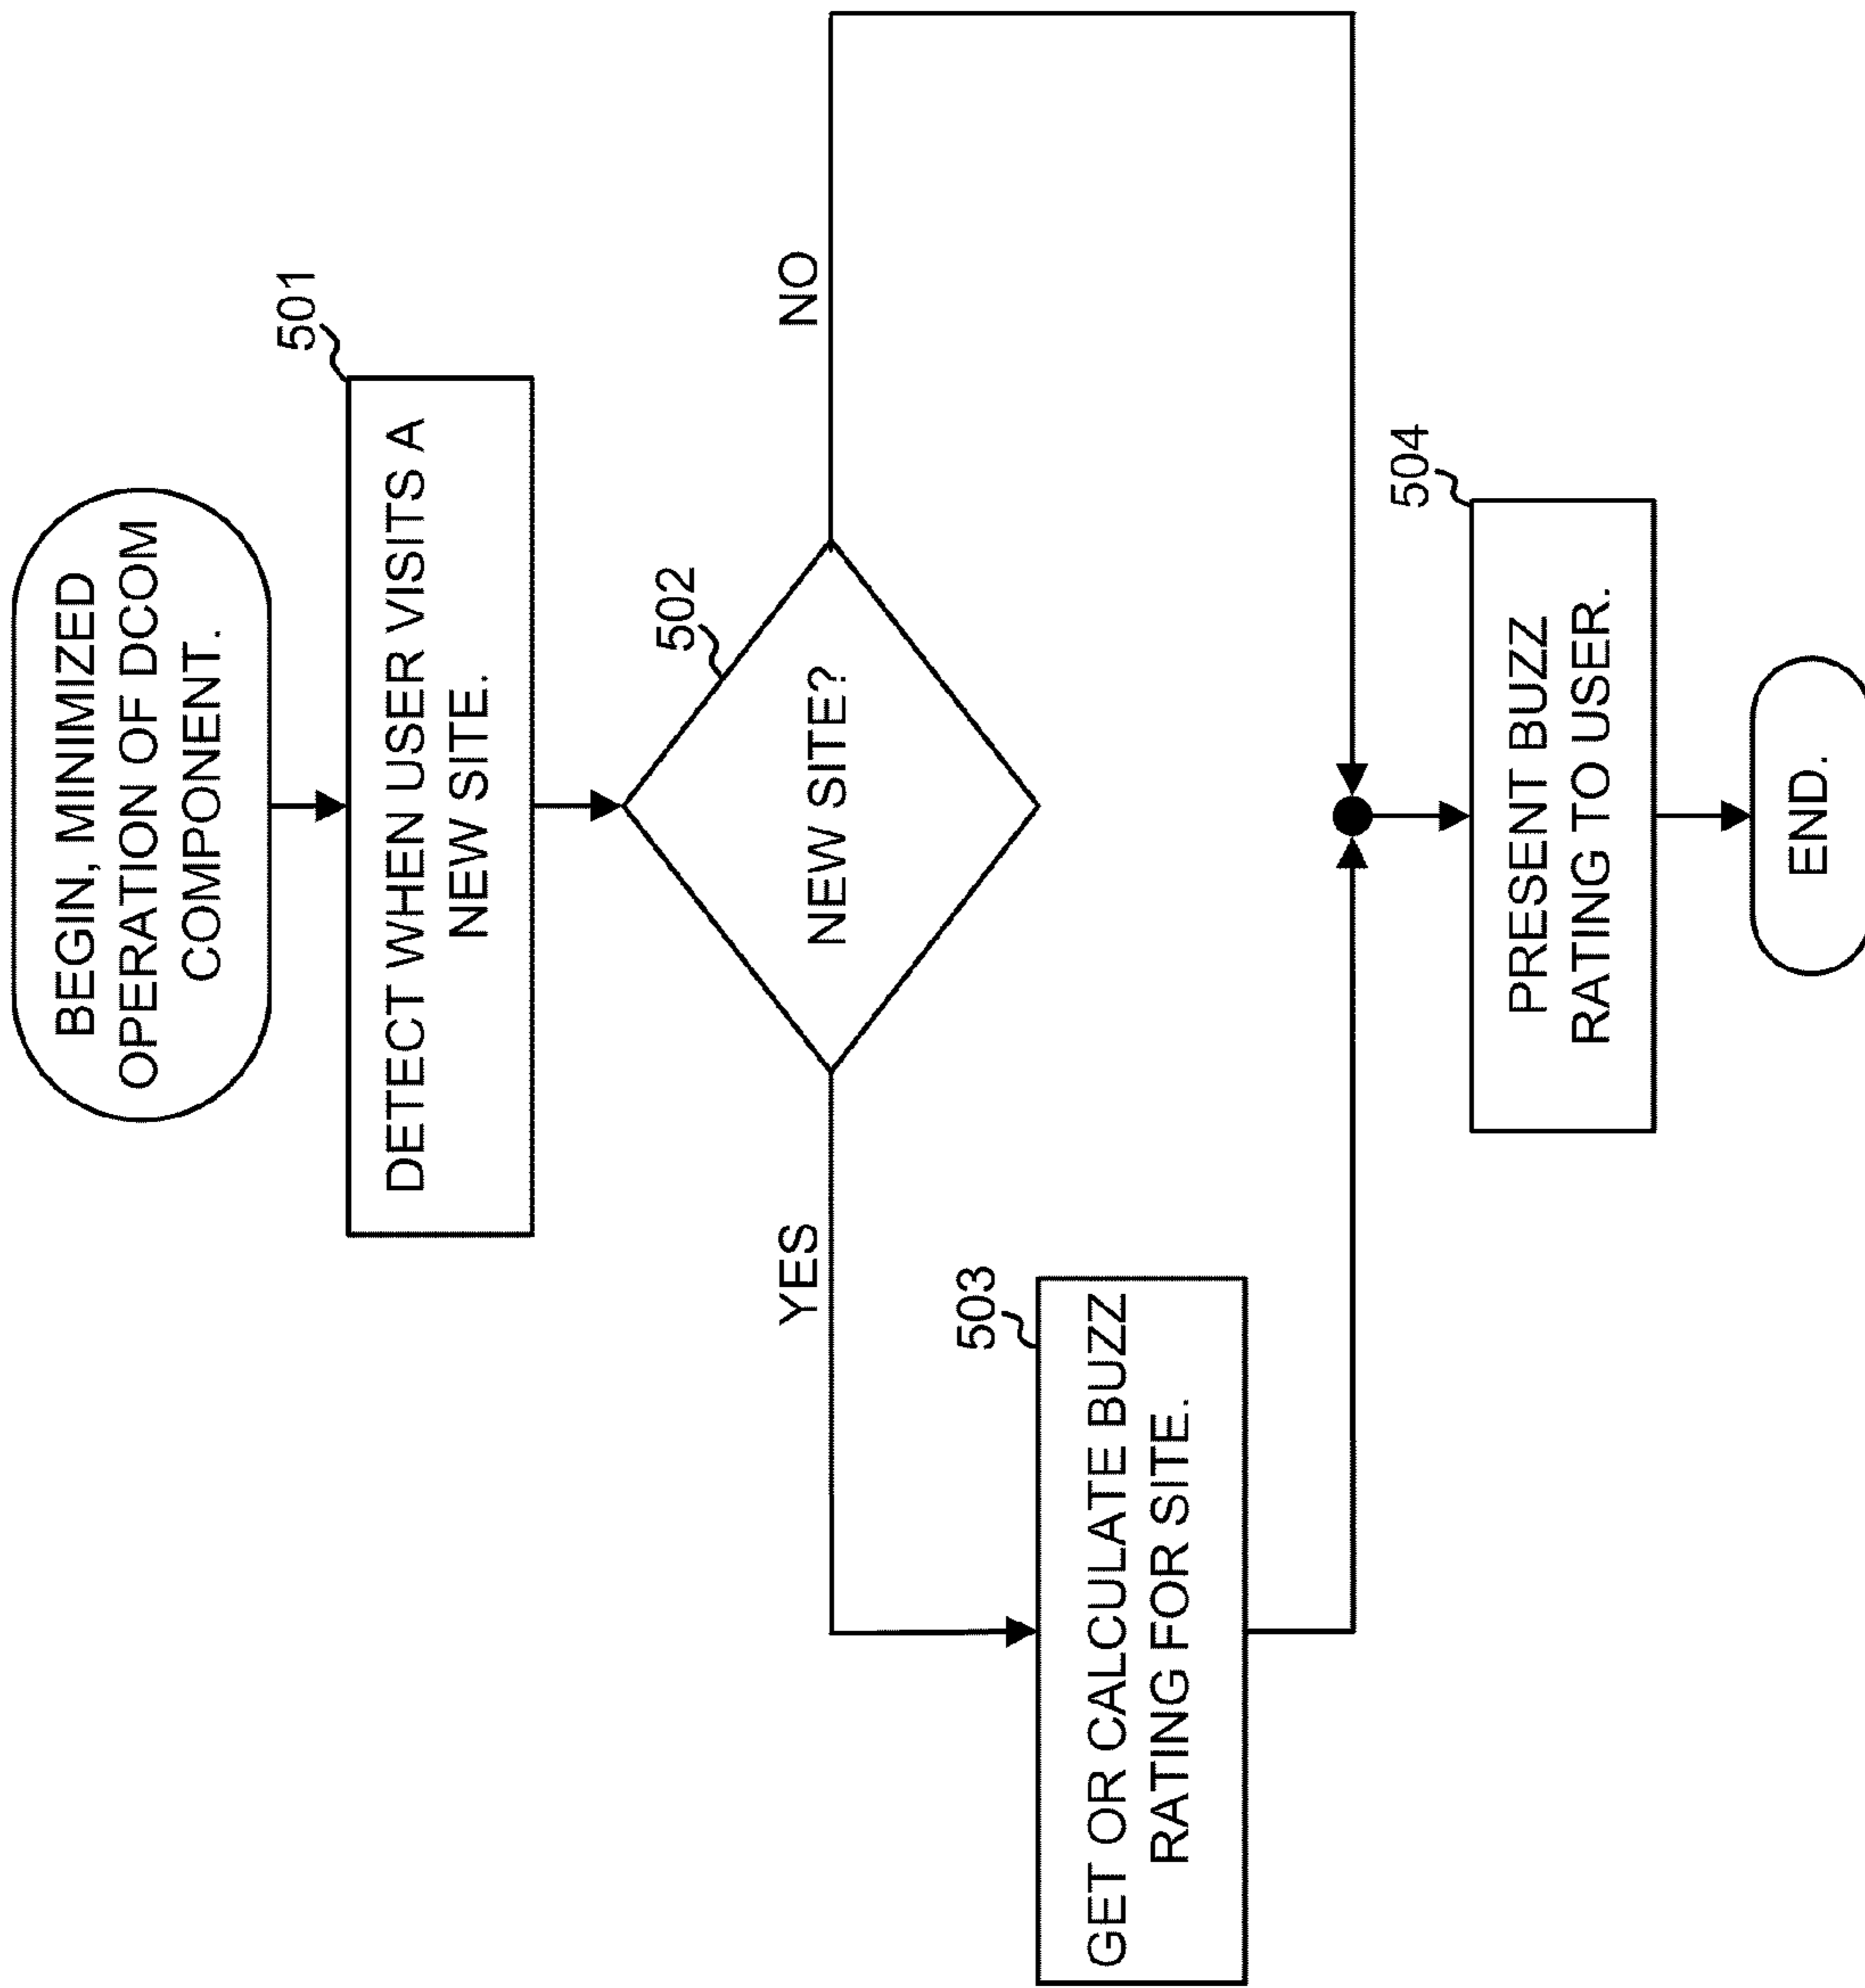 BEGIN, MINIMIZED
OPERATION OF DCOM
COMPONENT.
501
DETECT WHEN USER VISITS A
NEW SITE.
502
NEW SITE?
YES
NO
503
GET OR CALCULATE BUZZ
RATING FOR SITE.
504
PRESENT BUZZ
RATING TO USER.
END.